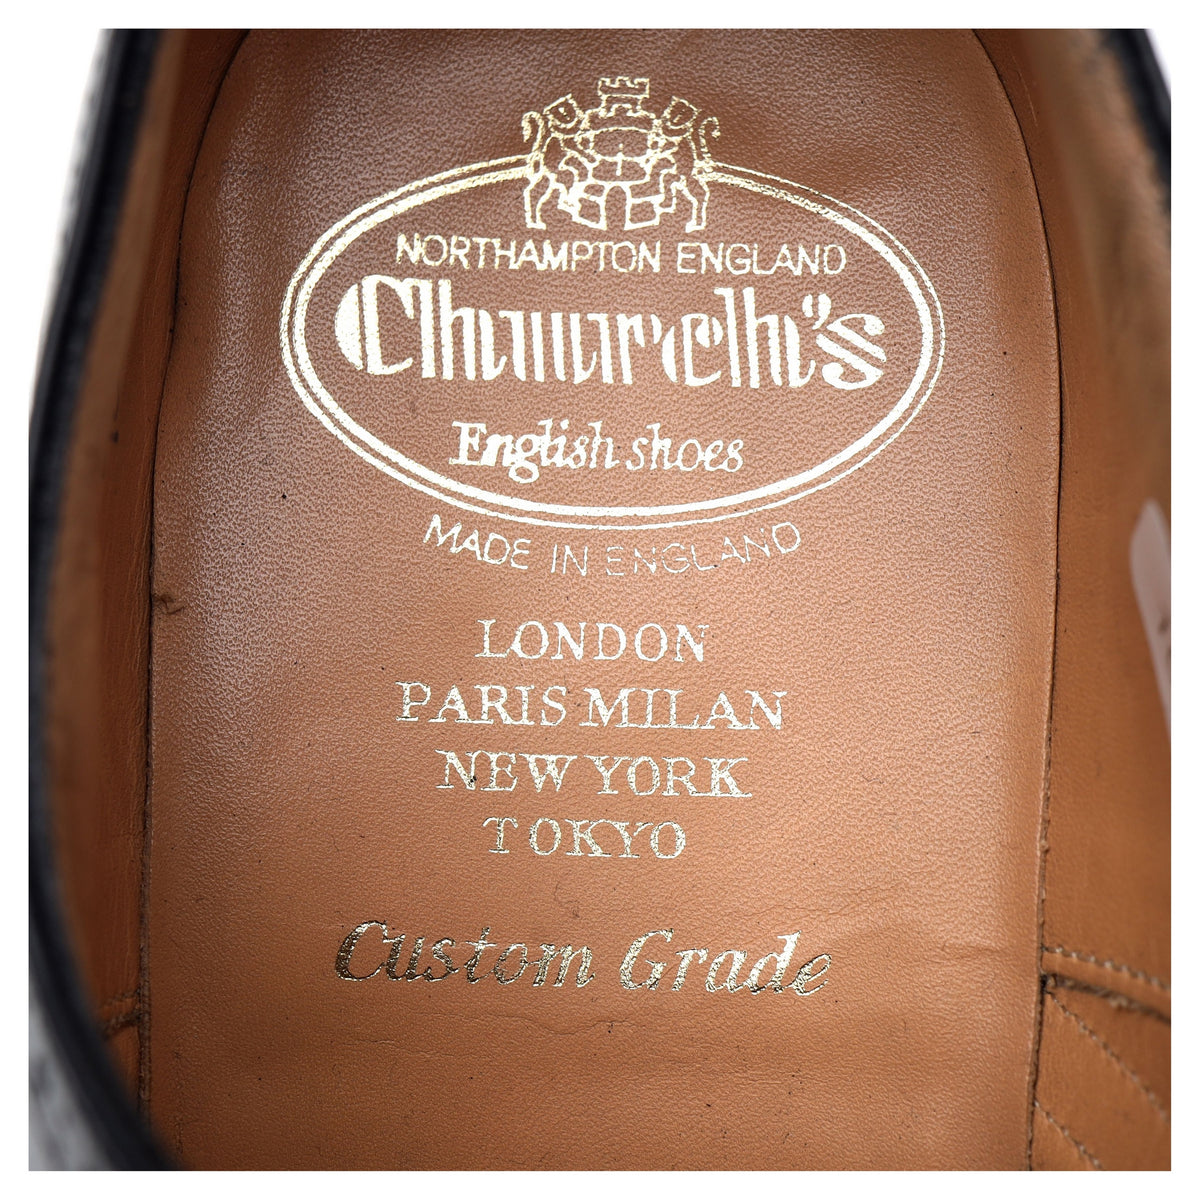 NORTHAMPTON ENGLAND
Church's
English shoes
MADE IN ENGLAND
LONDON
PARIS MILAN
NEW YORK
TOKYO
Custom Grade